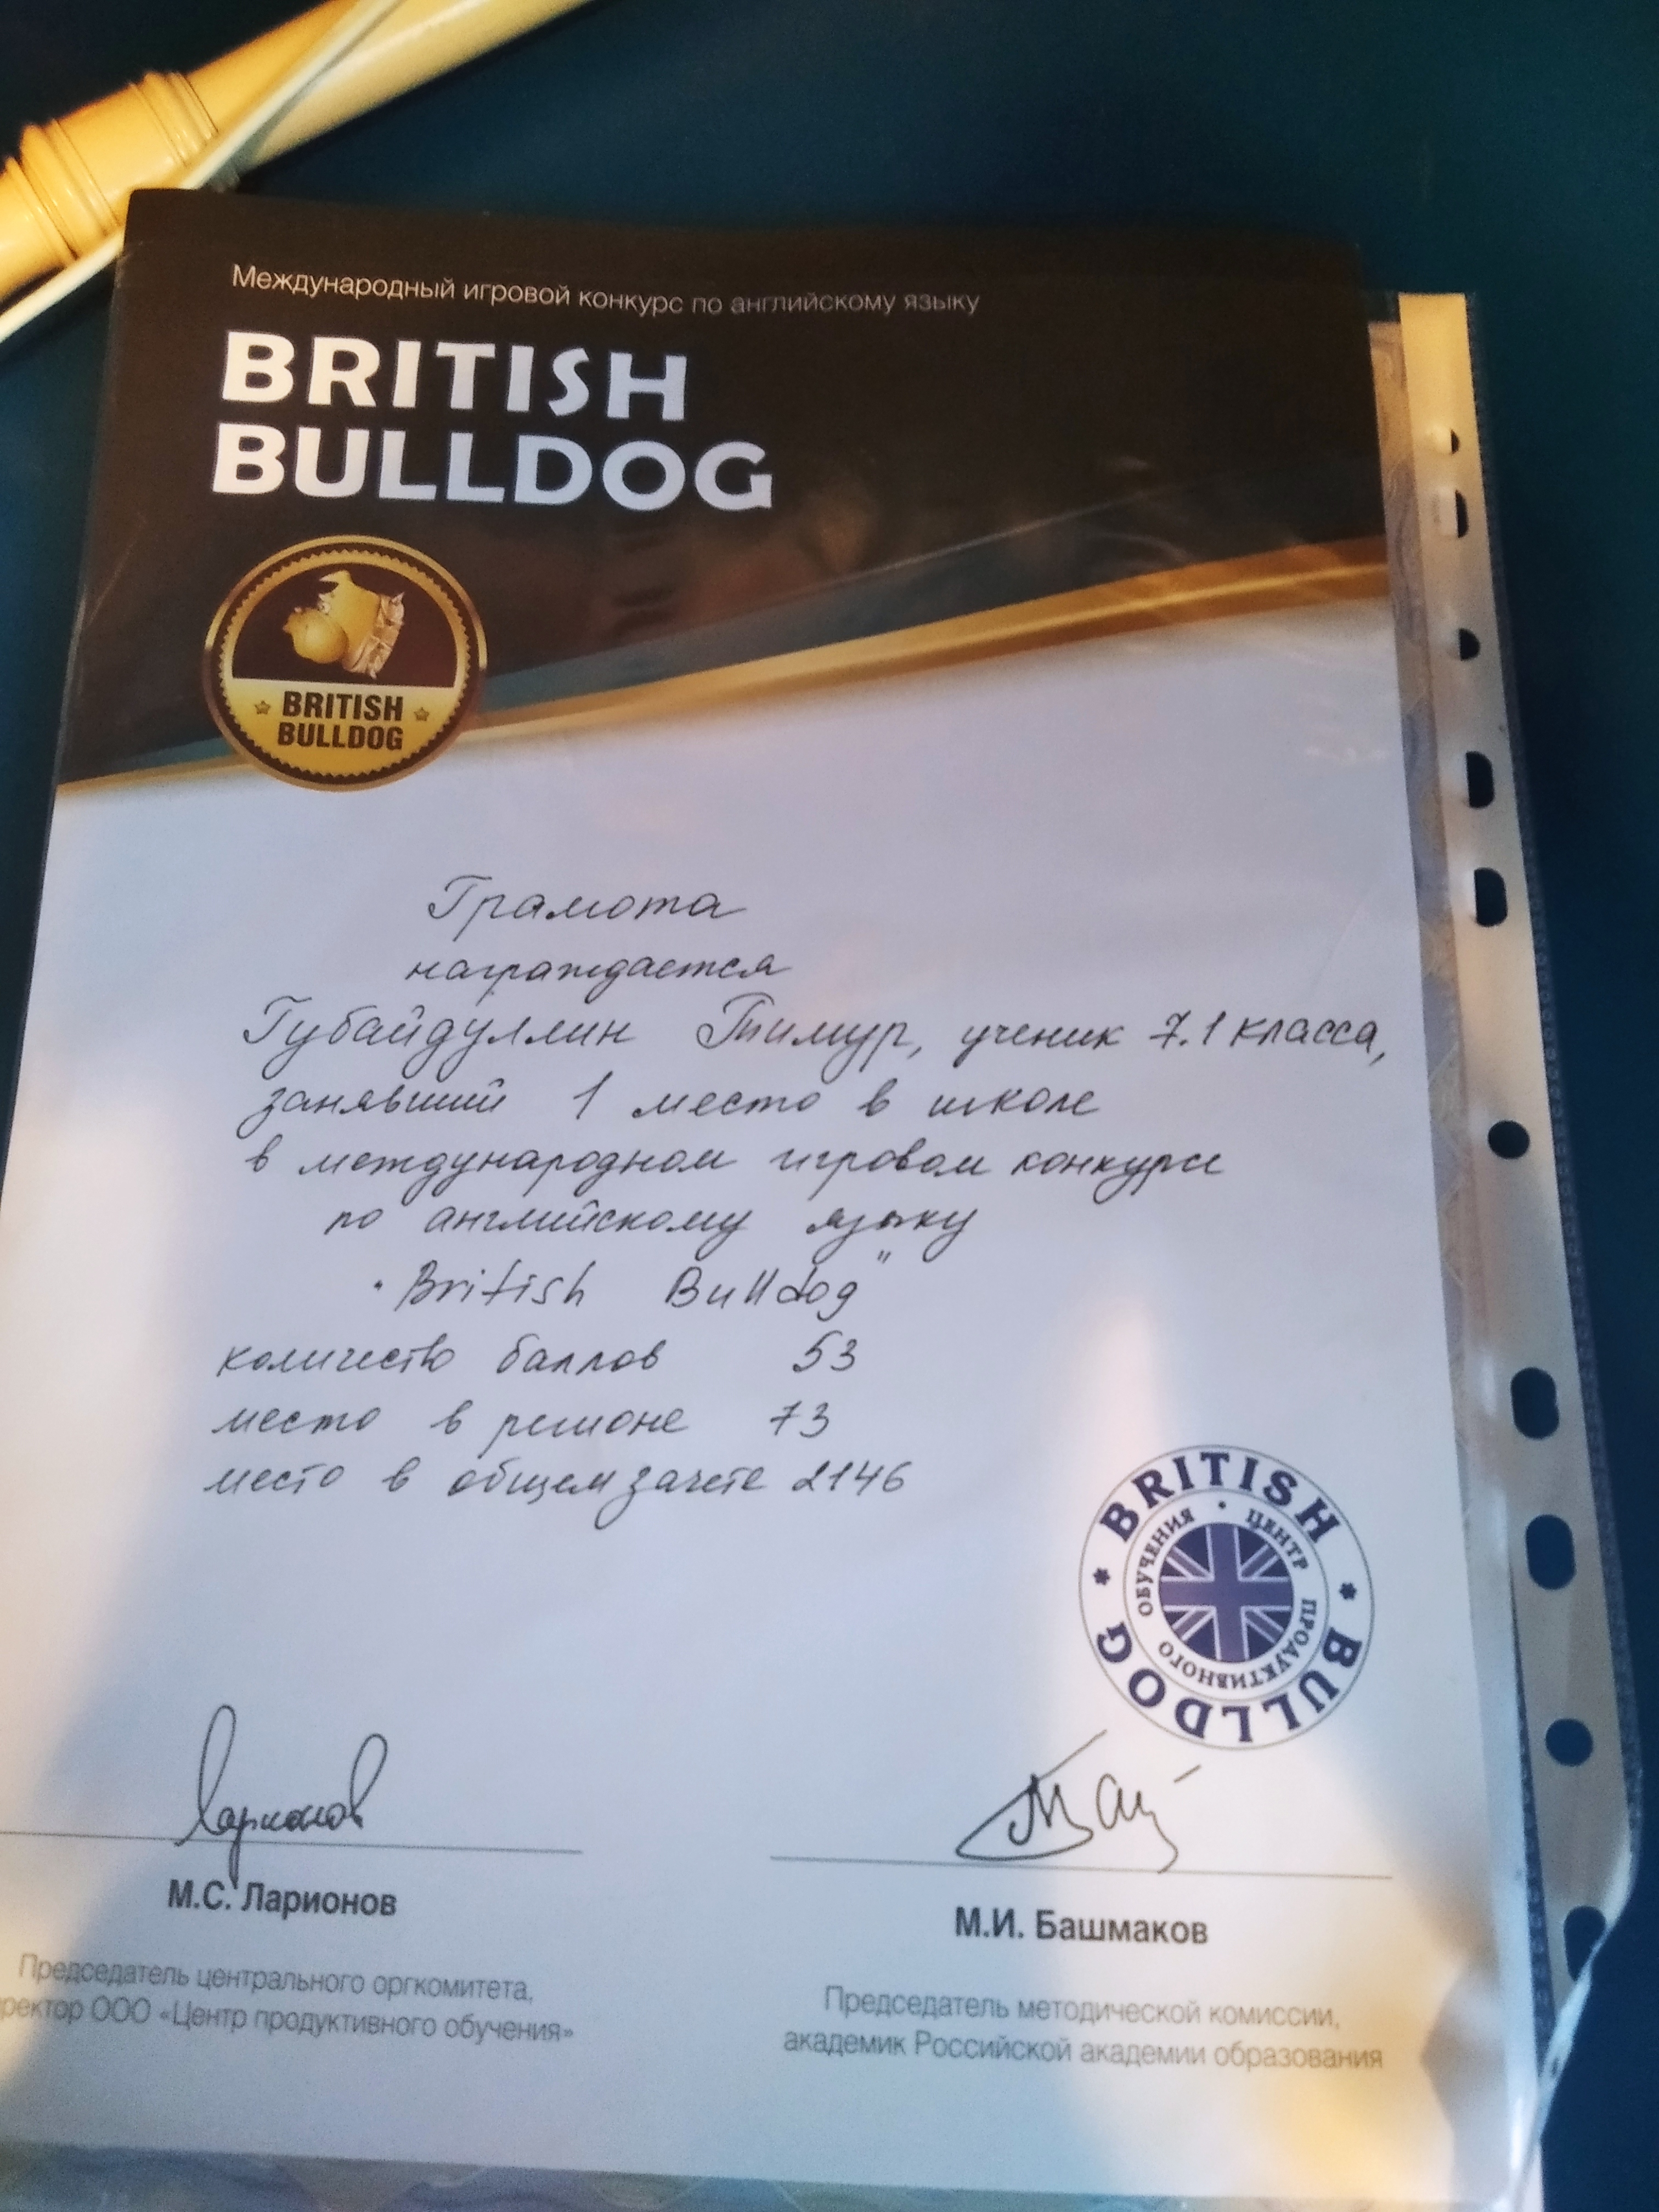 Международный игровой конкурс по английскому языку
BRITISH
BULLDOG
BRITISH
BULLDOG
Грамота
награждается
Губайдуллин Тимур, ученик 7.1 класса,
занявший 1 место в школе
в международном игровом конкурсе
по английскому языку
"British Bulldog"
количество баллов 53
место в регионе 73
место в общем зачете 2146
BRITISH BULLDOG
ЦЕНТР ПРОДУКТИВНОГО ОБУЧЕНИЯ
Ларионов
М.С. Ларионов
М.И. Башмаков
Председатель центрального оргкомитета,
ректор ООО «Центр продуктивного обучения»
Председатель методической комиссии,
академик Российской академии образования